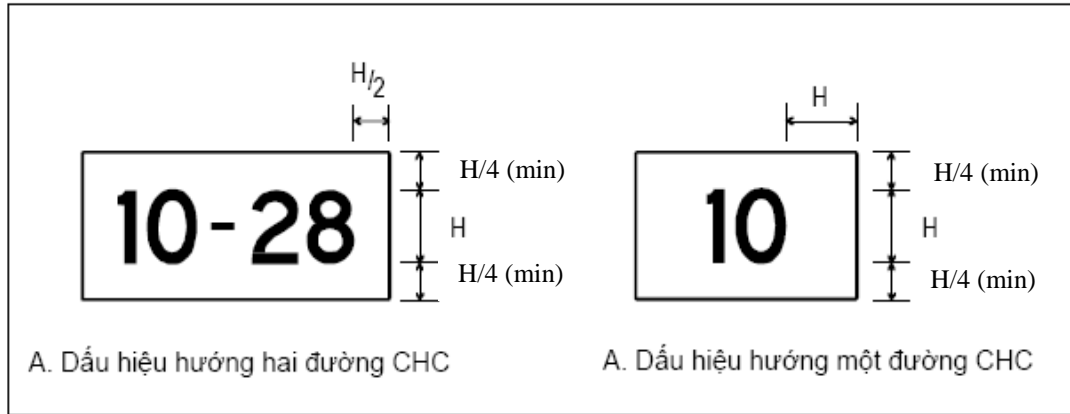 H/2
H/4 (min)
10-28
H
H/4 (min)
A. Dấu hiệu hướng hai đường CHC
H
H/4 (min)
10
H
H/4 (min)
A. Dấu hiệu hướng một đường CHC